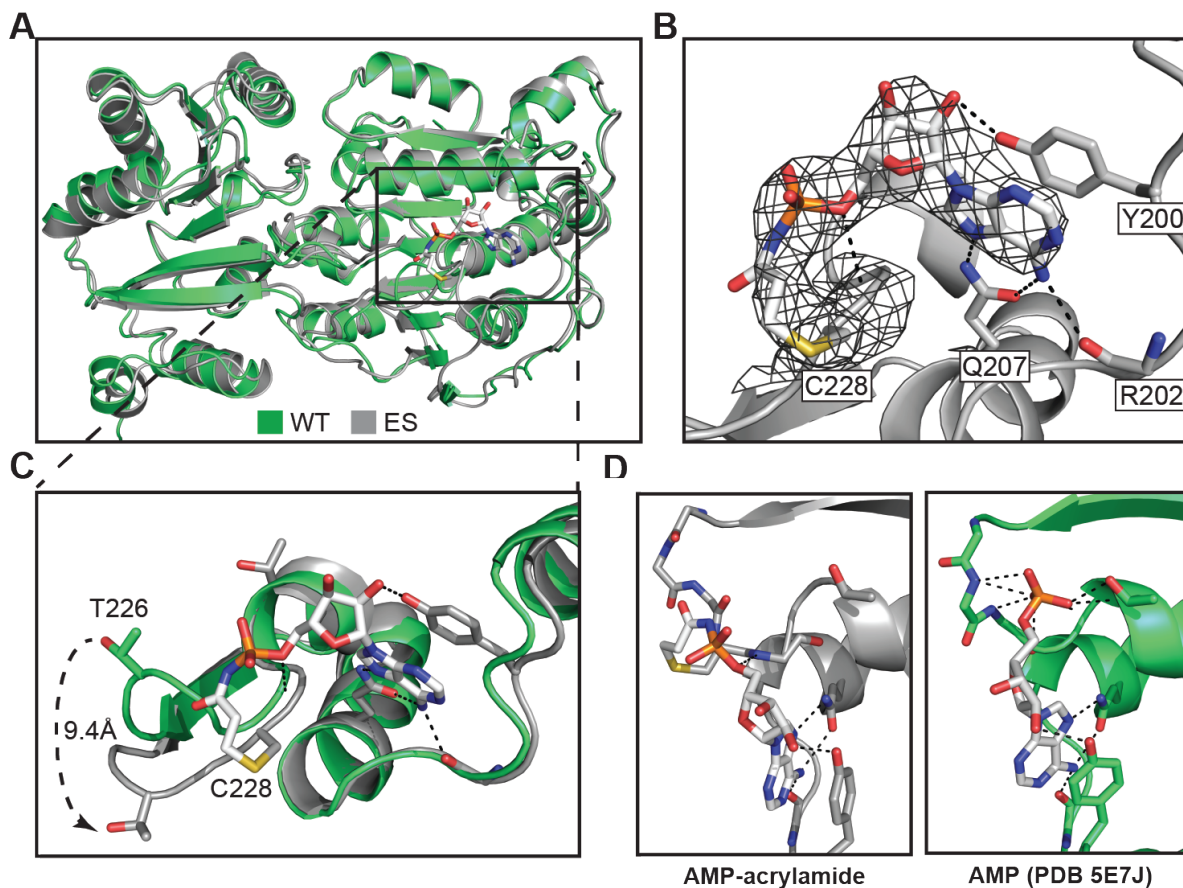 A
WT ES
B
Y200
Q207
C228
R202
C
T226
9.4Å
C228
D
AMP-acrylamide
AMP (PDB 5E7J)